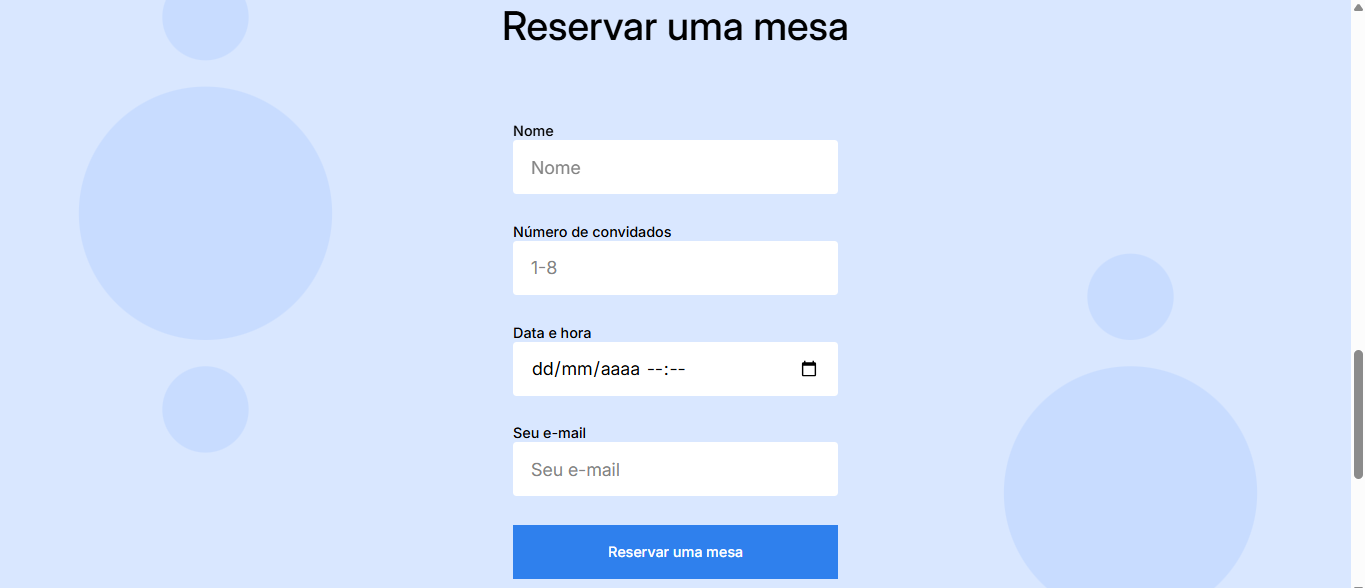 Reservar uma mesa
Nome
Nome
Número de convidados
1-8
Data e hora
dd/mm/aaaa --:--
Seu e-mail
Seu e-mail
Reservar uma mesa